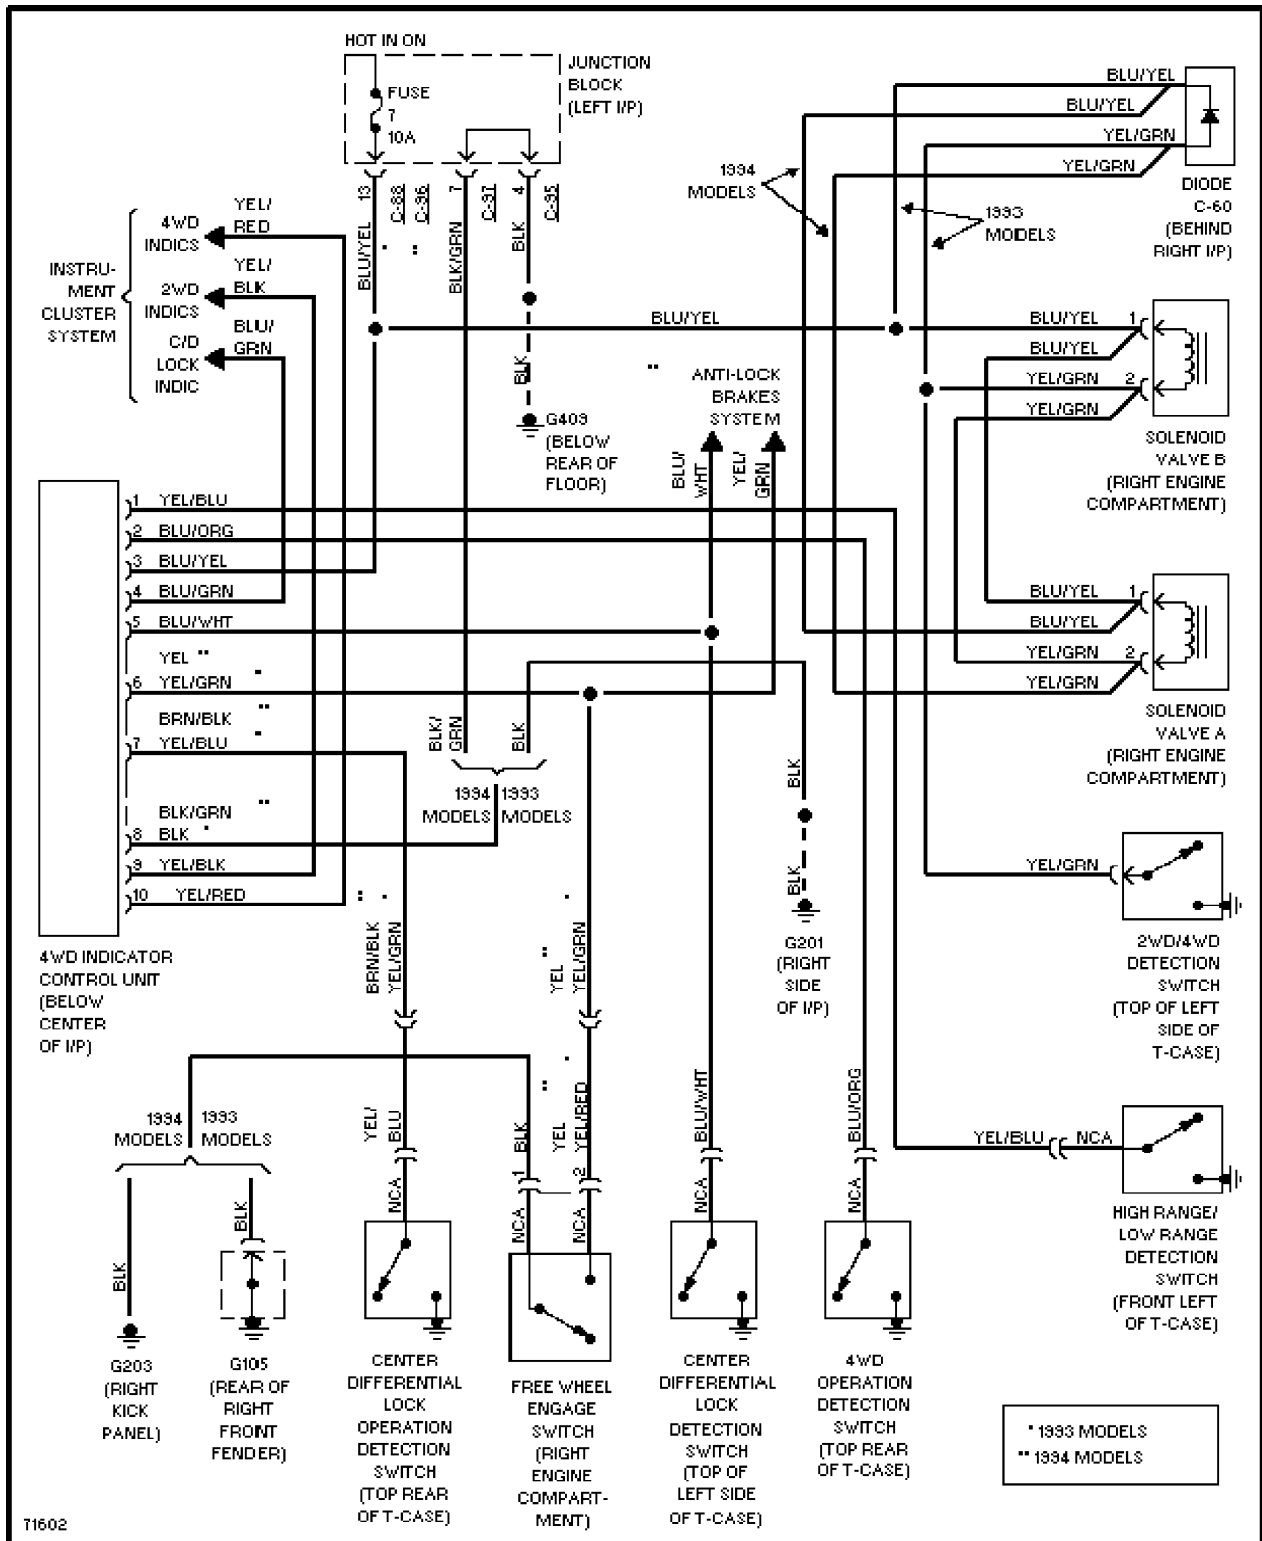 HOT IN ON
JUNCTION
BLOCK
(LEFT I/P)
FUSE
7
10A
13
C-88
C-96
7
C-97
4
C-95
BLU/YEL
*
**
BLK/GRN
BLK
BLK
G409
(BELOW
REAR OF
FLOOR)
INSTRU-
MENT
CLUSTER
SYSTEM
4WD
INDICS
YEL/
RED
2WD
INDICS
YEL/
BLK
C/D
LOCK
INDIC
BLU/
GRN
BLU/YEL
**
ANTI-LOCK
BRAKES
SYSTEM
BLU/
WHT
YEL/
GRN
1994
MODELS
1993
MODELS
BLU/YEL
BLU/YEL
YEL/GRN
YEL/GRN
DIODE
C-60
(BEHIND
RIGHT I/P)
BLU/YEL 1
BLU/YEL
YEL/GRN 2
YEL/GRN
SOLENOID
VALVE B
(RIGHT ENGINE
COMPARTMENT)
BLU/YEL 1
BLU/YEL
YEL/GRN 2
YEL/GRN
SOLENOID
VALVE A
(RIGHT ENGINE
COMPARTMENT)
1 YEL/BLU
2 BLU/ORG
3 BLU/YEL
4 BLU/GRN
5 BLU/WHT
YEL **
6 YEL/GRN *
BRN/BLK **
7 YEL/BLU *
BLK/GRN **
8 BLK *
9 YEL/BLK
10 YEL/RED
4WD INDICATOR
CONTROL UNIT
(BELOW
CENTER
OF I/P)
BLK/
GRN
BLK
1994
MODELS
1993
MODELS
BLK
BLK
G201
(RIGHT
SIDE
OF I/P)
YEL/GRN
2WD/4WD
DETECTION
SWITCH
(TOP OF LEFT
SIDE OF
T-CASE)
**
*
BRN/BLK
YEL/GRN
**
*
YEL
YEL/GRN
**
*
YEL
YEL/RED
1994
MODELS
1993
MODELS
BLK
BLK
G203
(RIGHT
KICK
PANEL)
G105
(REAR OF
RIGHT
FRONT
FENDER)
YEL/
BLU
NCA
CENTER
DIFFERENTIAL
LOCK
OPERATION
DETECTION
SWITCH
(TOP REAR
OF T-CASE)
BLK
1
2
NCA
NCA
FREE WHEEL
ENGAGE
SWITCH
(RIGHT
ENGINE
COMPART-
MENT)
BLU/WHT
NCA
CENTER
DIFFERENTIAL
LOCK
DETECTION
SWITCH
(TOP OF
LEFT SIDE
OF T-CASE)
BLU/ORG
NCA
4WD
OPERATION
DETECTION
SWITCH
(TOP REAR
OF T-CASE)
YEL/BLU NCA
HIGH RANGE/
LOW RANGE
DETECTION
SWITCH
(FRONT LEFT
OF T-CASE)
* 1993 MODELS
** 1994 MODELS
71602